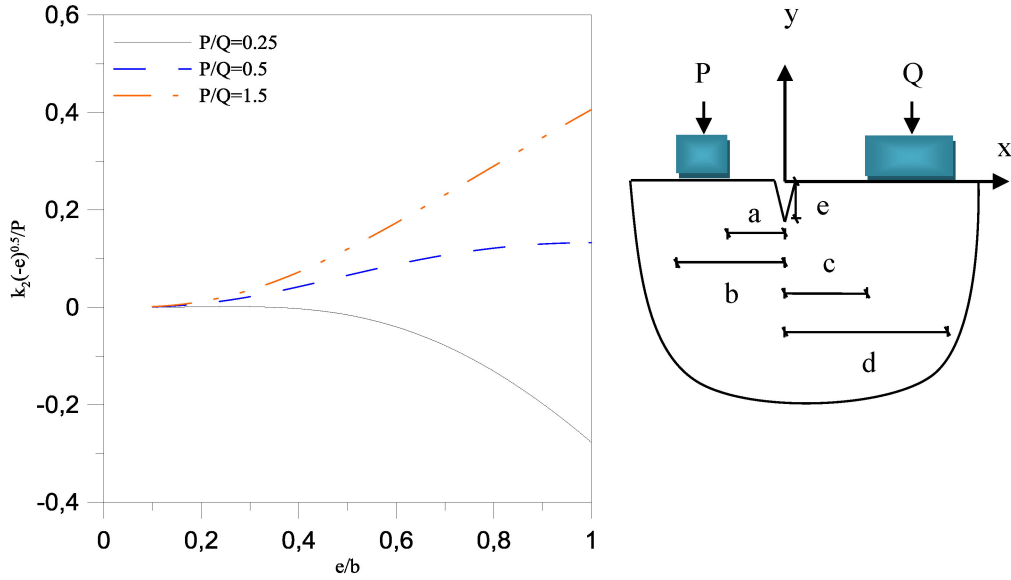 0,6
0,4
0,2
0
-0,2
-0,4
k₂(-e)⁰·⁵/P
P/Q=0.25
P/Q=0.5
P/Q=1.5
0 0,2 0,4 0,6 0,8 1
e/b
y
P Q
x
e
a
c
b
d